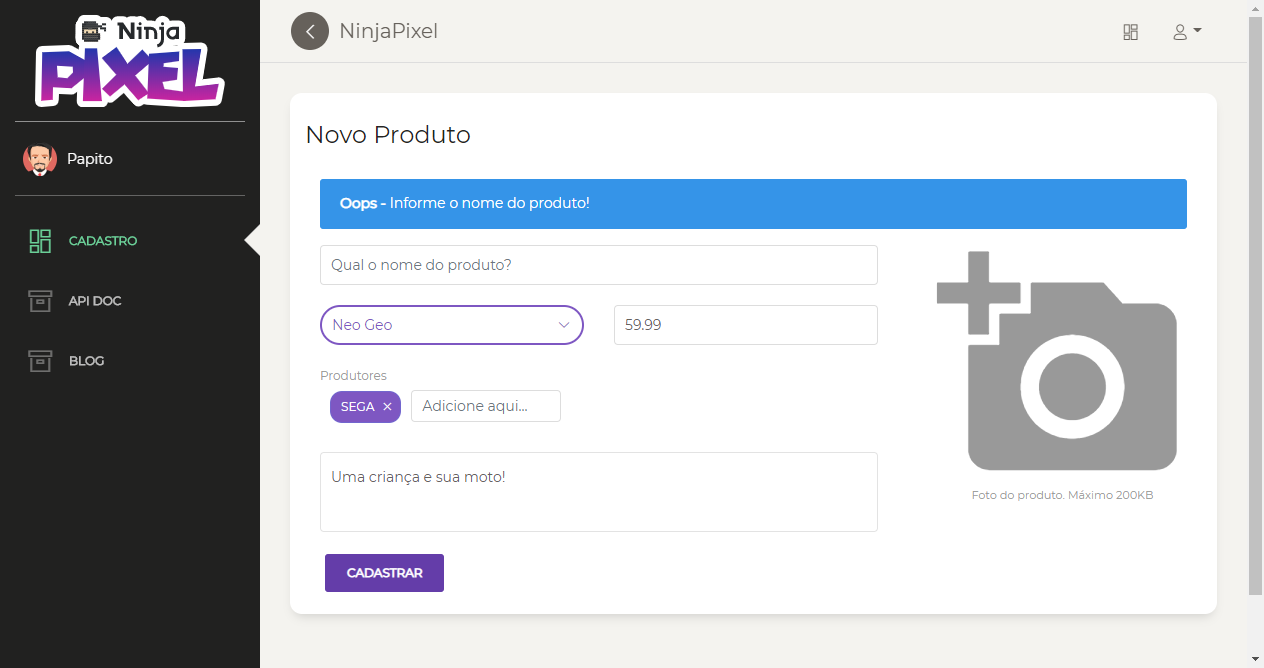 Ninja
PIXEL
NinjaPixel
Papito
CADASTRO
API DOC
BLOG
Novo Produto
Oops - Informe o nome do produto!
Qual o nome do produto?
Neo Geo
59.99
Produtores
SEGA ×
Adicione aqui...
Uma criança e sua moto!
Foto do produto. Máximo 200KB
CADASTRAR